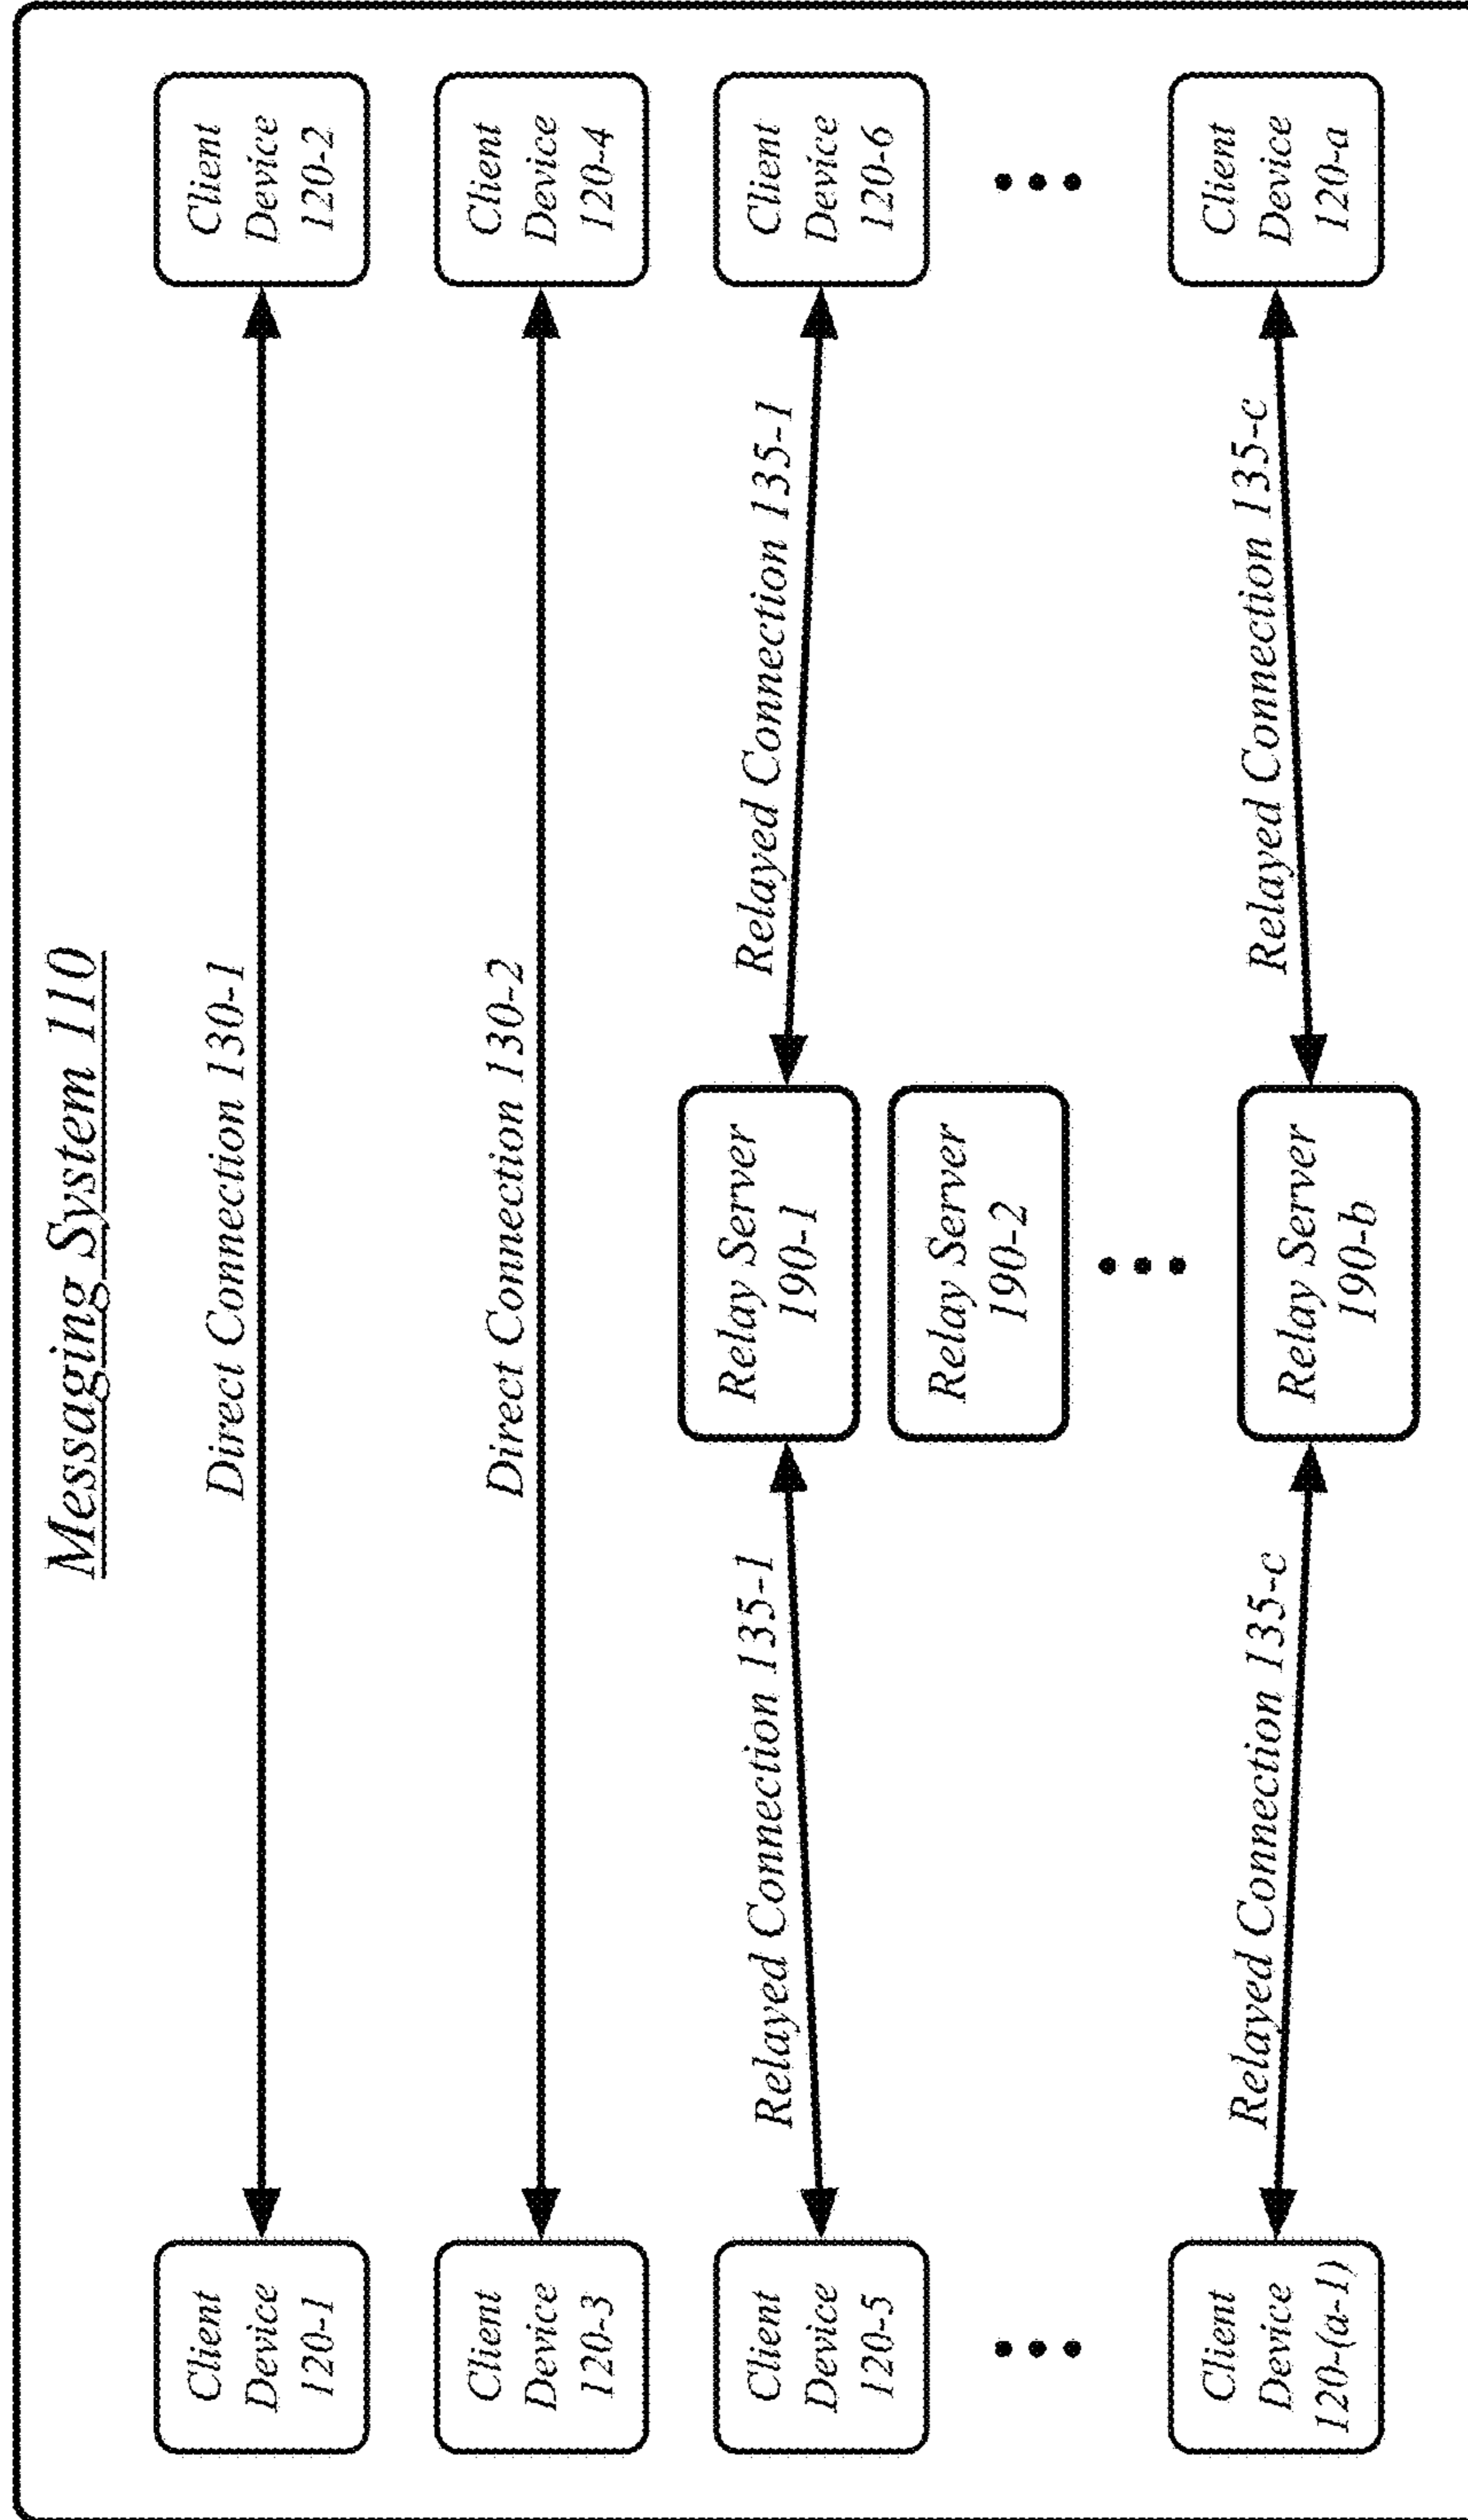 Messaging System 110
Client
Device
120-1
Direct Connection 130-1
Client
Device
120-2
Client
Device
120-3
Direct Connection 130-2
Client
Device
120-4
Client
Device
120-5
Relayed Connection 135-1
Relay Server
190-1
Relayed Connection 135-1
Client
Device
120-6
Relay Server
190-2
Client
Device
120-(a-1)
Relayed Connection 135-c
Relay Server
190-b
Relayed Connection 135-c
Client
Device
120-a